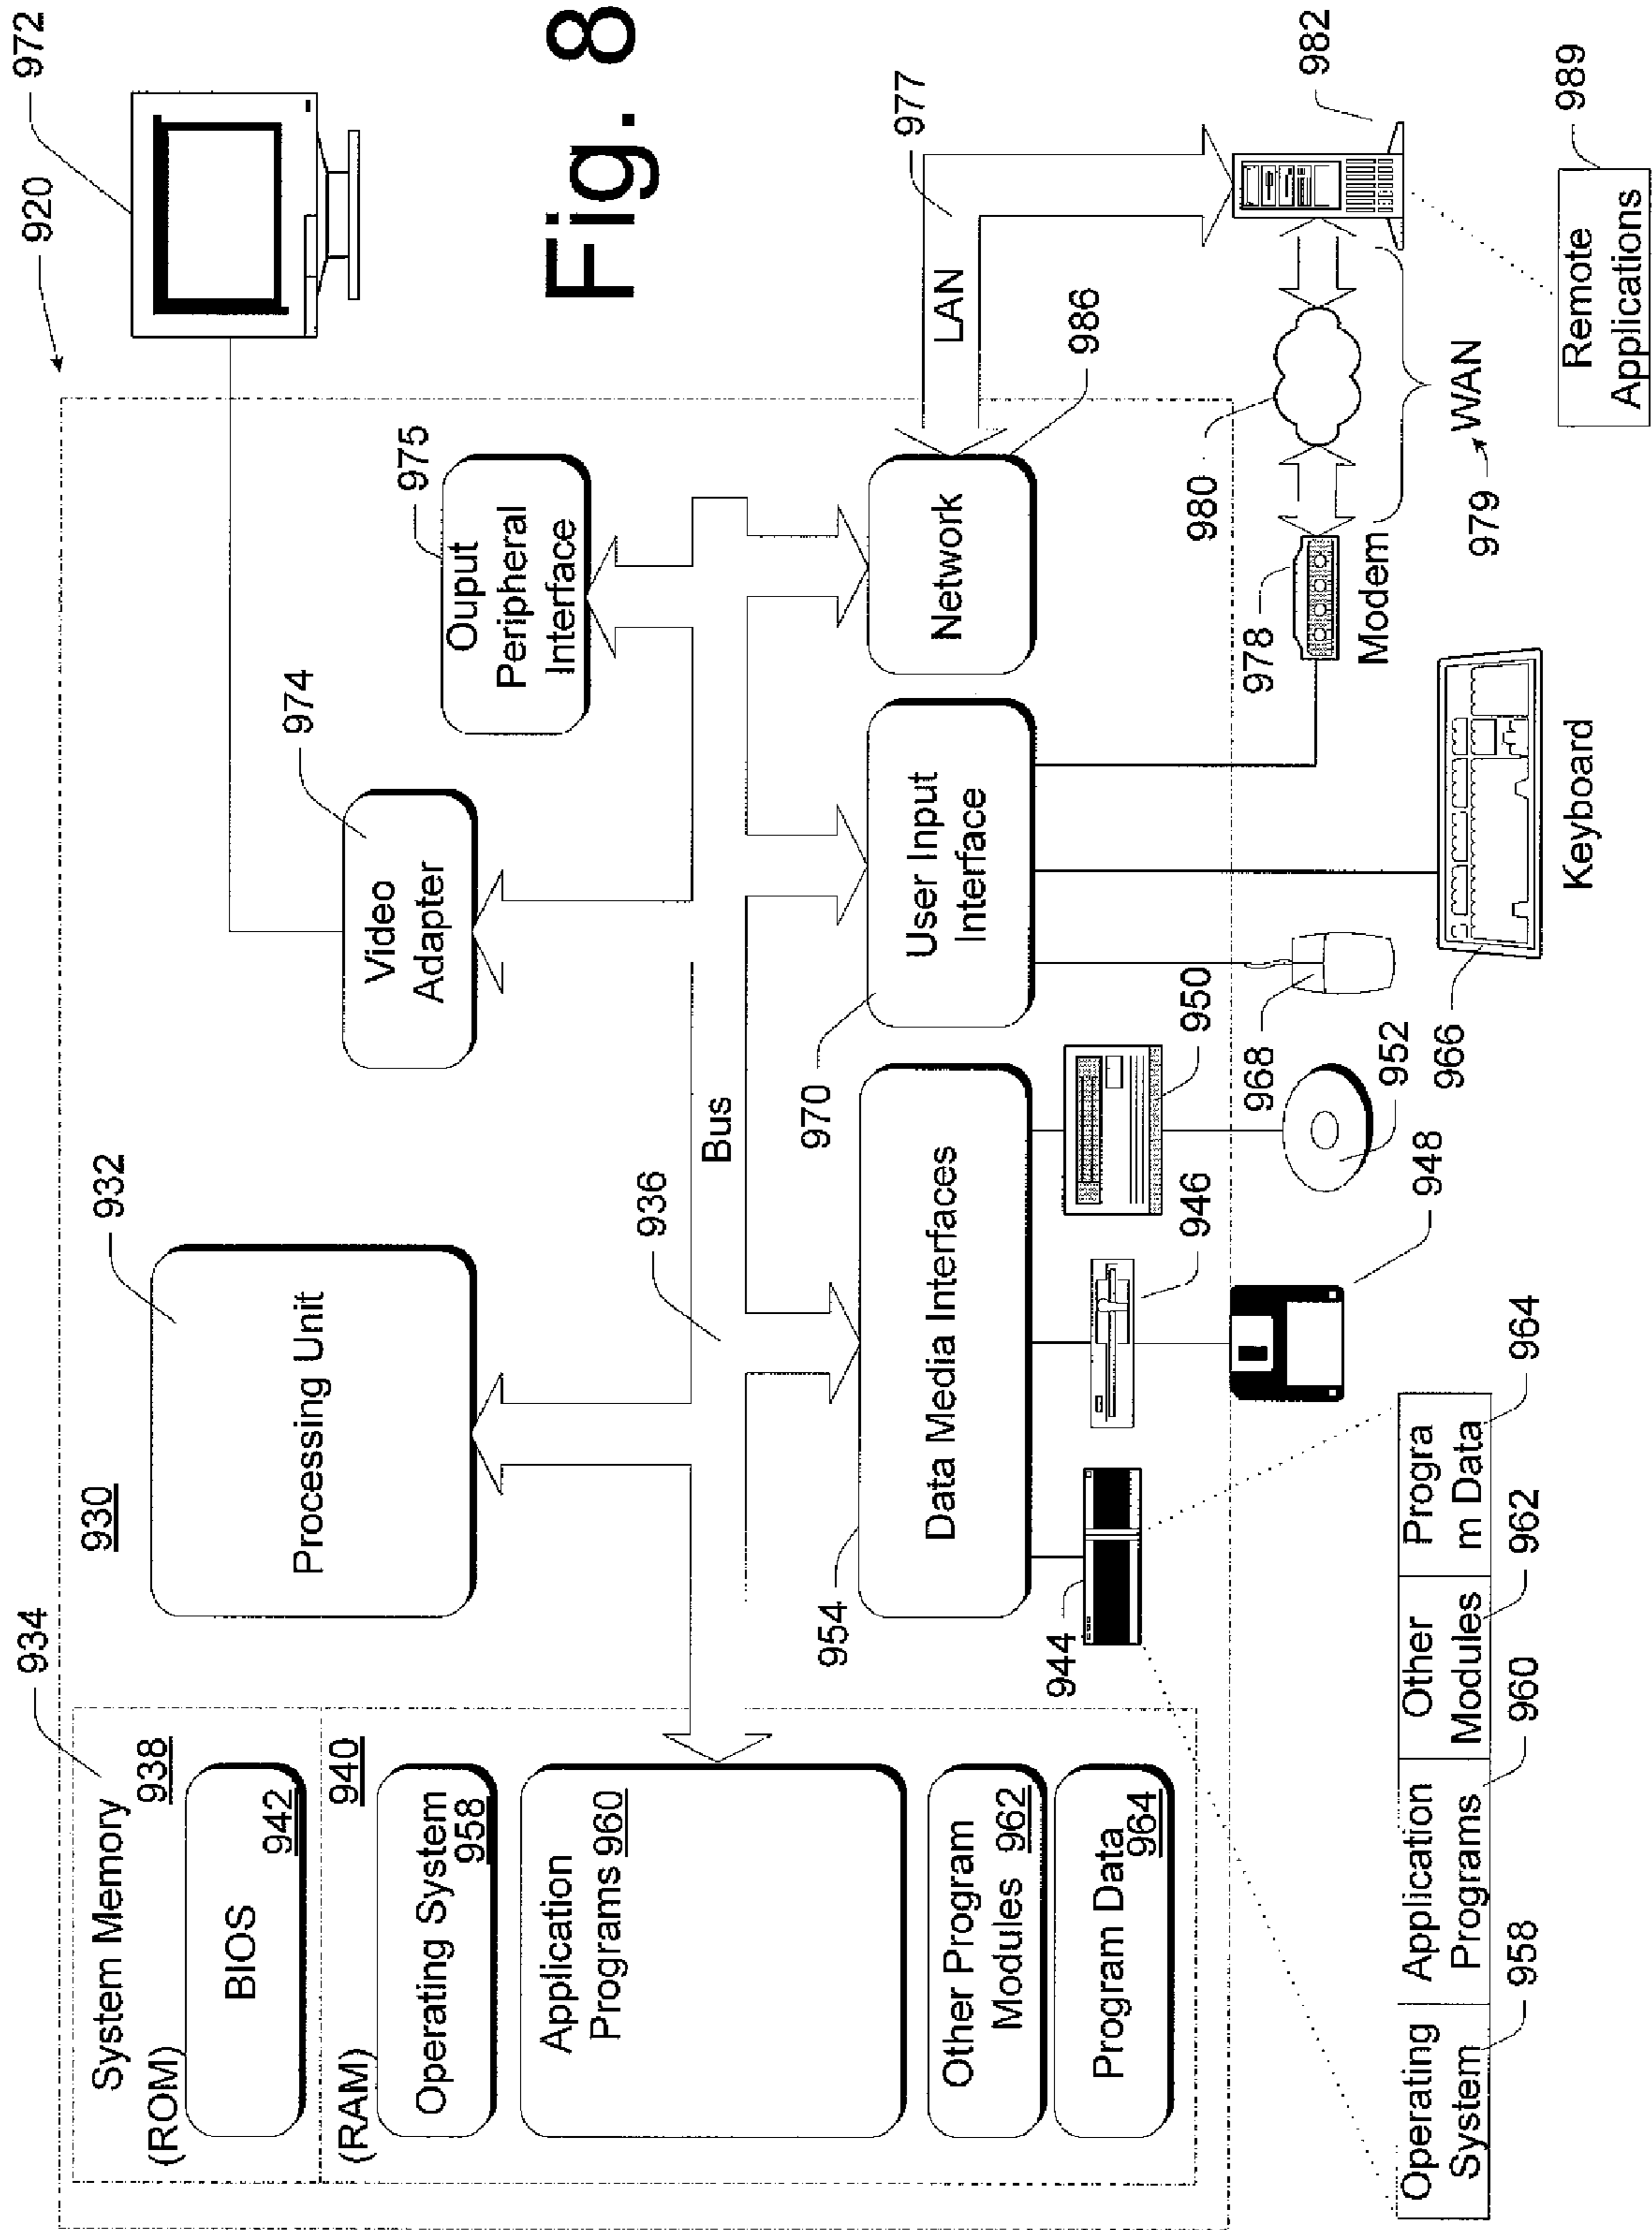 920
972
934
System Memory
(ROM)
938
BIOS
942
(RAM)
940
Operating System
958
Application
Programs 960
Other Program
Modules 962
Program Data
964
930
932
Processing Unit
974
Video
Adapter
975
Ouput
Peripheral
Interface
Fig. 8
936
Bus
954
Data Media Interfaces
970
User Input
Interface
Network
986
LAN
977
944
946
950
948
952
968
966
Keyboard
978
Modem
980
979
WAN
982
Remote
Applications
989
Operating
System
958
Application
Programs
960
Other
Modules
962
Progra
m Data
964